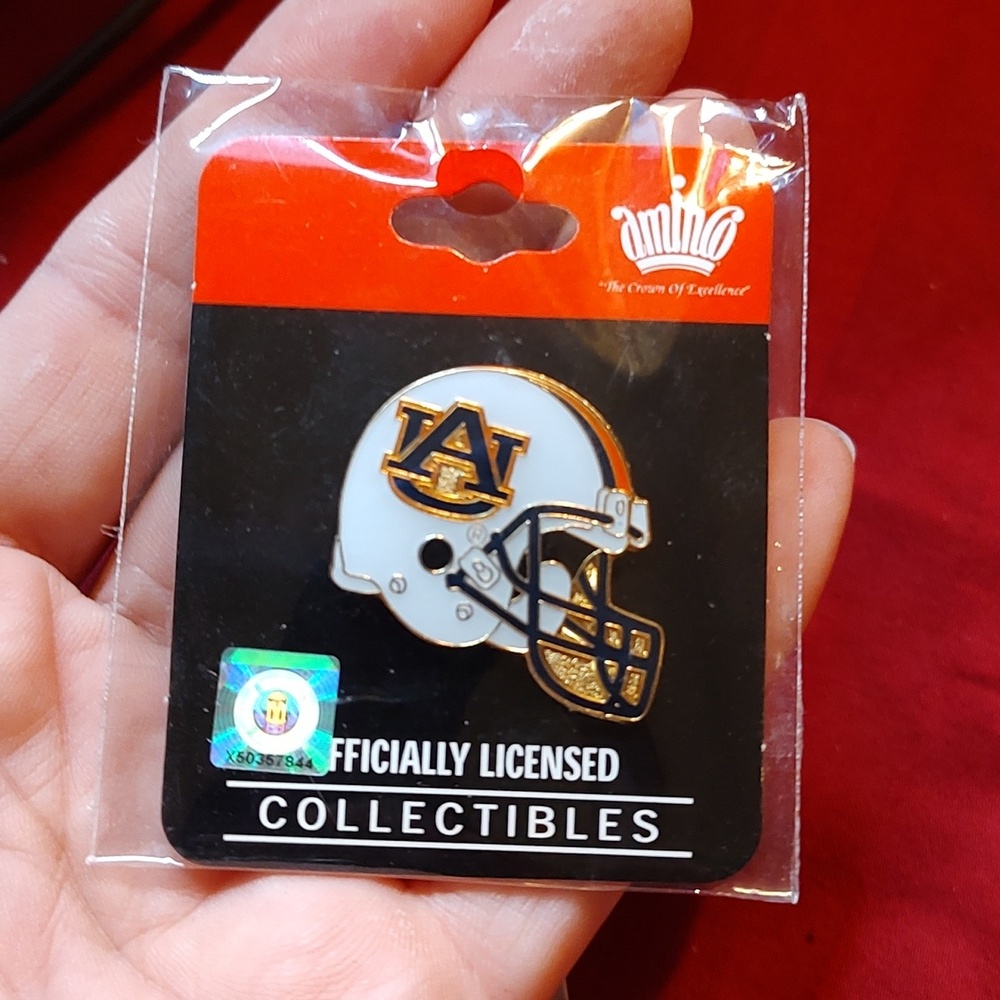 aminco
"The Crown Of Excellence"
AU
®
X50357844
FFICIALLY LICENSED
COLLECTIBLES